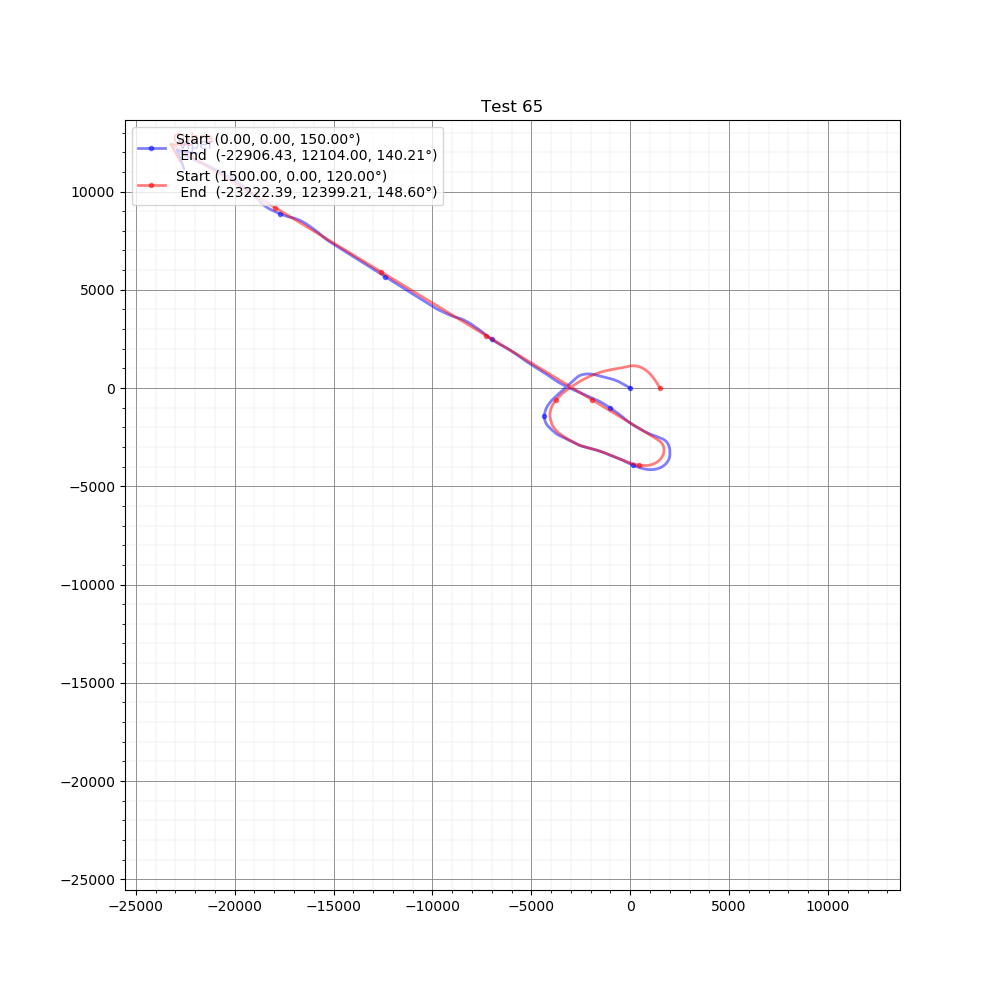 Test 65
Start (0.00, 0.00, 150.00°)
End (-22906.43, 12104.00, 140.21°)
Start (1500.00, 0.00, 120.00°)
End (-23222.39, 12399.21, 148.60°)
10000
5000
0
−5000
−10000
−15000
−20000
−25000
−25000 −20000 −15000 −10000 −5000 0 5000 10000